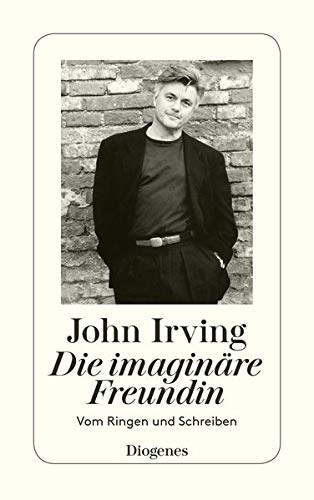 John Irving
Die imaginäre
Freundin
Vom Ringen und Schreiben
Diogenes